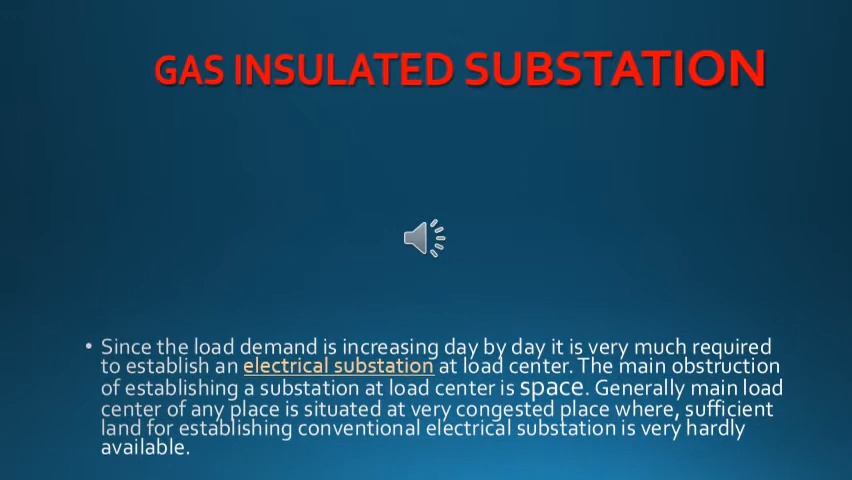 GAS INSULATED SUBSTATION
• Since the load demand is increasing day by day it is very much required
to establish an electrical substation at load center. The main obstruction
of establishing a substation at load center is space. Generally main load
center of any place is situated at very congested place where, sufficient
land for establishing conventional electrical substation is very hardly
available.